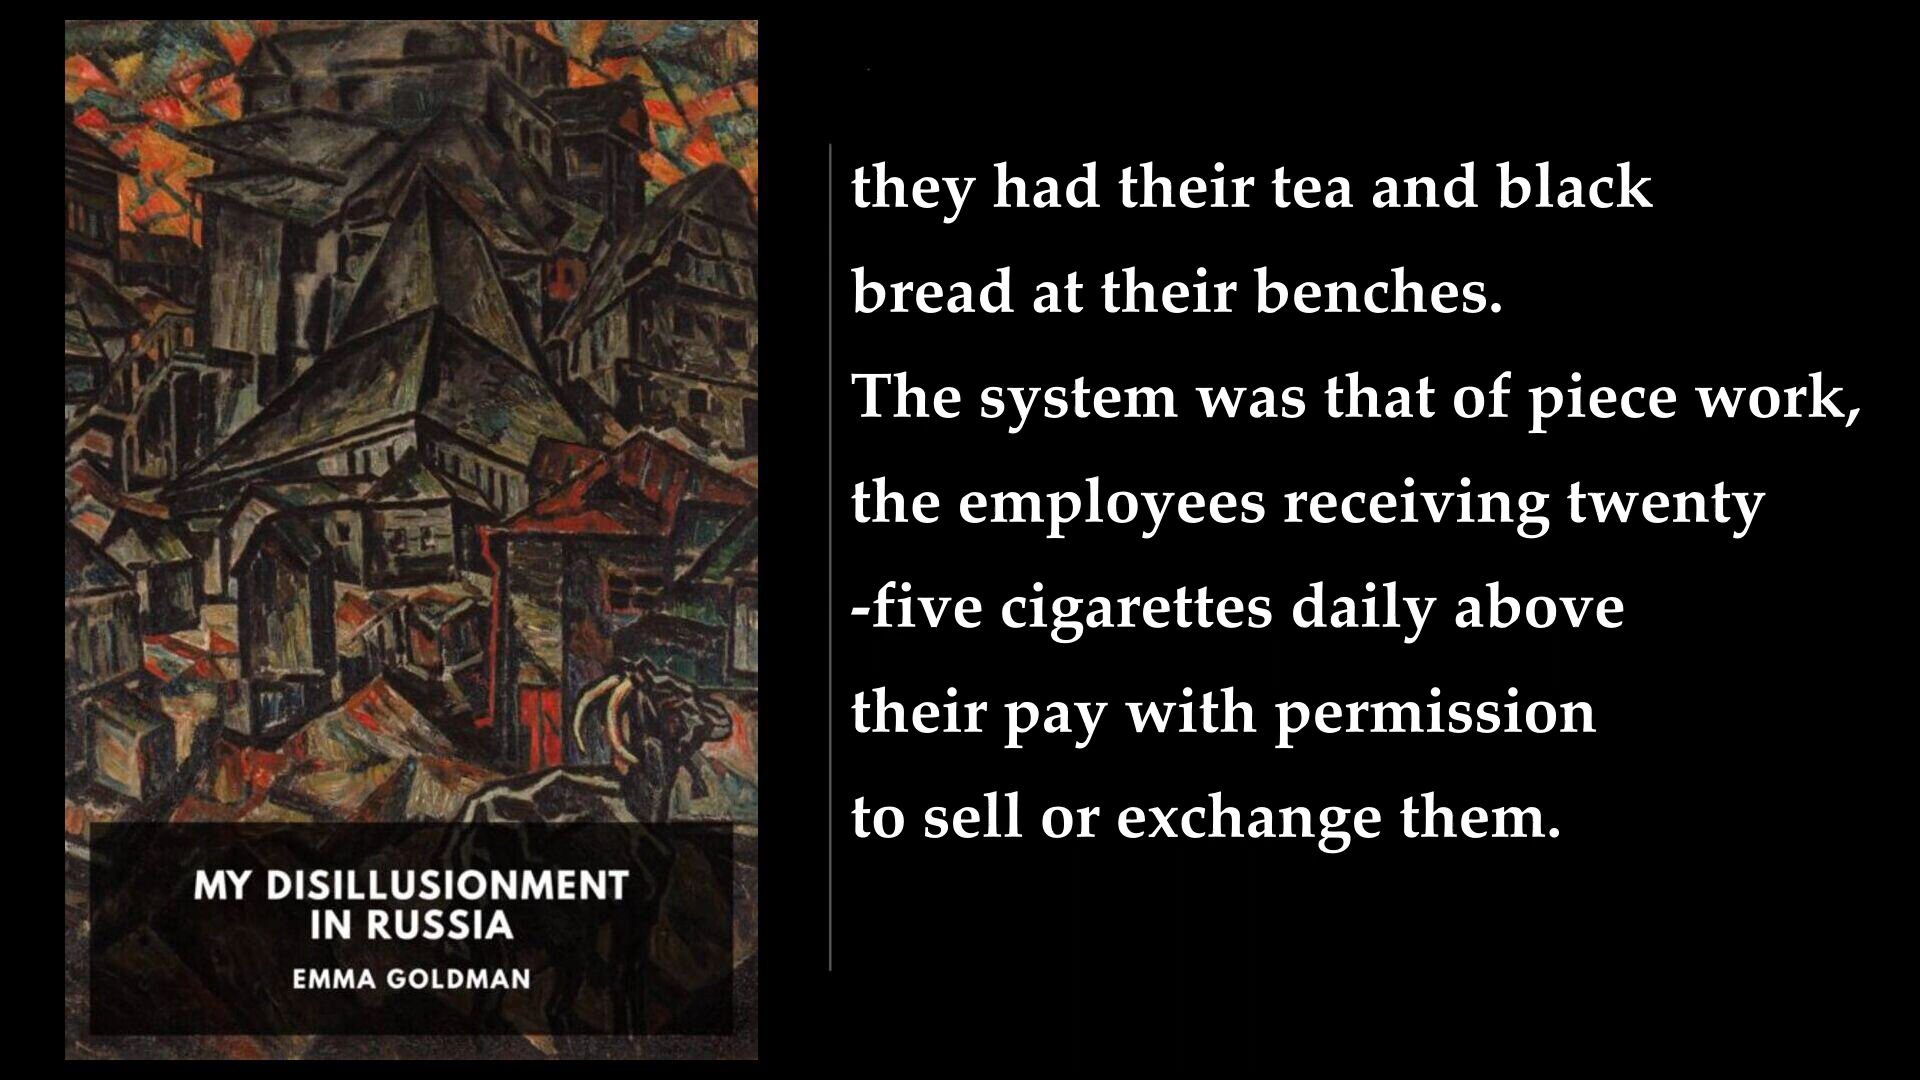 MY DISILLUSIONMENT
IN RUSSIA
EMMA GOLDMAN
they had their tea and black
bread at their benches.
The system was that of piece work,
the employees receiving twenty
-five cigarettes daily above
their pay with permission
to sell or exchange them.